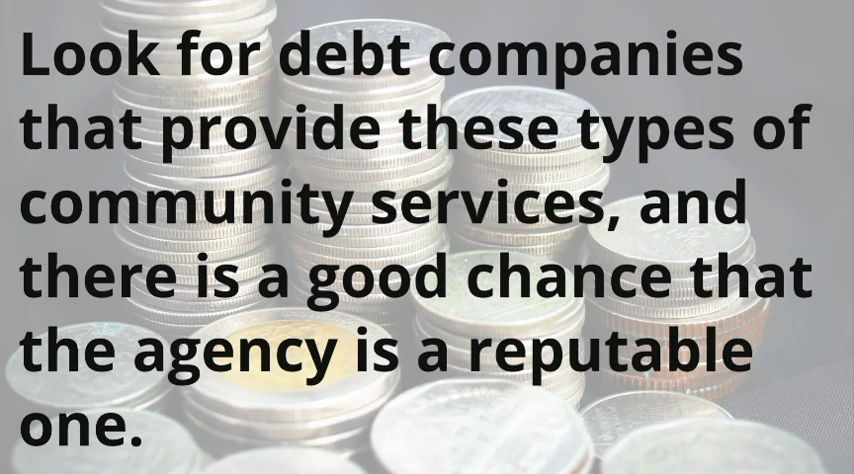 Look for debt companies
that provide these types of
community services, and
there is a good chance that
the agency is a reputable
one.